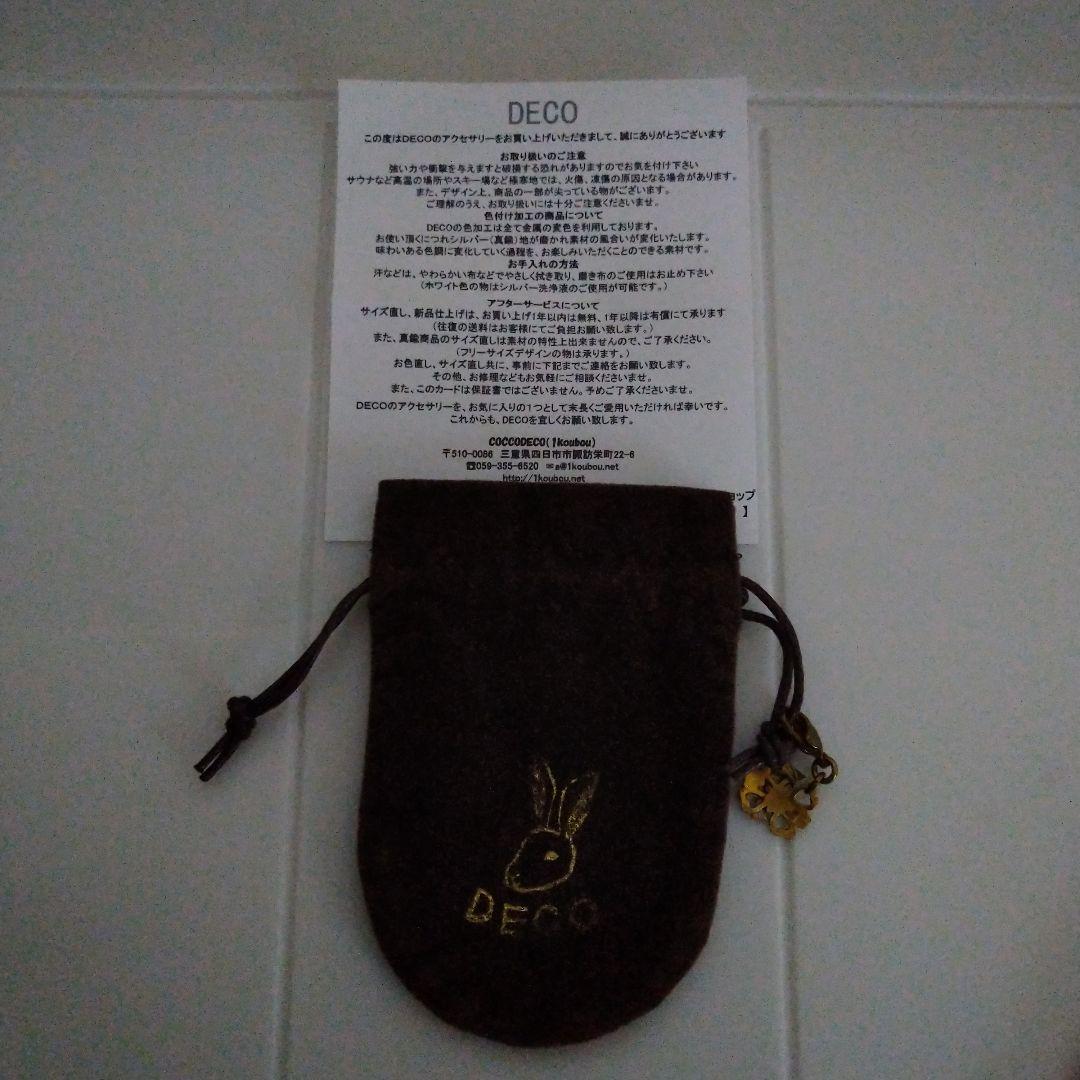 DECO
この度はDECOのアクセサリーをお買い上げいただきまして、誠にありがとうございます
お取り扱いのご注意
強い力や衝撃を与えますと破損する恐れがありますのでお気を付け下さい
サウナなど高温の場所やスキー場など極寒地では、火傷、凍傷の原因となる場合があります。
また、デザイン上、商品の一部が尖っている物がございます。
ご理解のうえ、お取り扱いには十分ご注意くださいませ。
色付け加工の商品について
DECOの色加工は全て金属の変色を利用しております。
お使い頂くにつれシルバー(真鍮)地が磨かれ素材の風合いが変化いたします。
味わいある色調に変化していく過程を、お楽しみいただくことのできる素材です。
お手入れの方法
汗などは、やわらかい布などでやさしく拭き取り、磨き布のご使用はお止め下さい
(ホワイト色の物はシルバー洗浄液のご使用が可能です。)
アフターサービスについて
サイズ直し、新品仕上げは、お買い上げ1年以内は無料、1年以降は有償にて承ります
(往復の送料はお客様にてご負担お願い致します。)
また、真鍮商品のサイズ直しは素材の特性上出来ませんので、ご了承ください。
(フリーサイズデザインの物は承ります。)
お色直し、サイズ直し共に、事前に下記までご連絡をお願い致します。
その他、お修理などもお気軽にご相談くださいませ。
また、このカードは保証書ではございません。予めご了承くださいませ。
DECOのアクセサリーを、お気に入りの1つとして末長くご愛用いただければ幸いです。
これからも、DECOを宜しくお願い致します。
COCCODECO(1koubou)
〒510-0086 三重県四日市市諏訪栄町22-6
☎059-355-6520 ✉a@1koubou.net
http://1koubou.net
ョップ
】
DECO